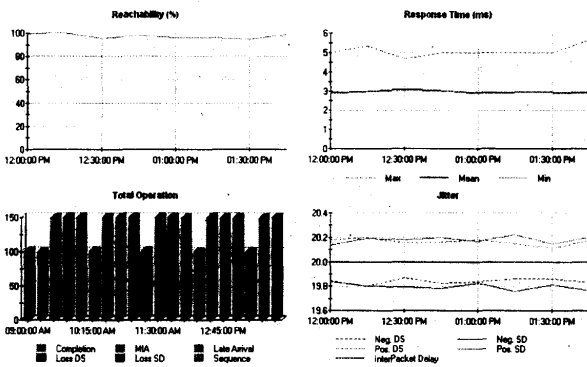 Reachability (%)
100
80
60
40
20
0
12:00:00 PM 12:30:00 PM 01:00:00 PM 01:30:00 PM
Response Time (ms)
6
5
4
3
2
1
0
12:00:00 PM 12:30:00 PM 01:00:00 PM 01:30:00 PM
Max Mean Min
Total Operation
150
100
50
0
09:00:00 AM 10:15:00 AM 11:30:00 AM 12:45:00 PM
Completion MIA Late Arrival
Loss DS Loss SD Sequence
Jitter
20.4
20.2
20.0
19.8
19.6
12:00:00 PM 12:30:00 PM 01:00:00 PM 01:30:00 PM
Neg. DS Neg. SD
Pos. DS Pos. SD
InterPacket Delay